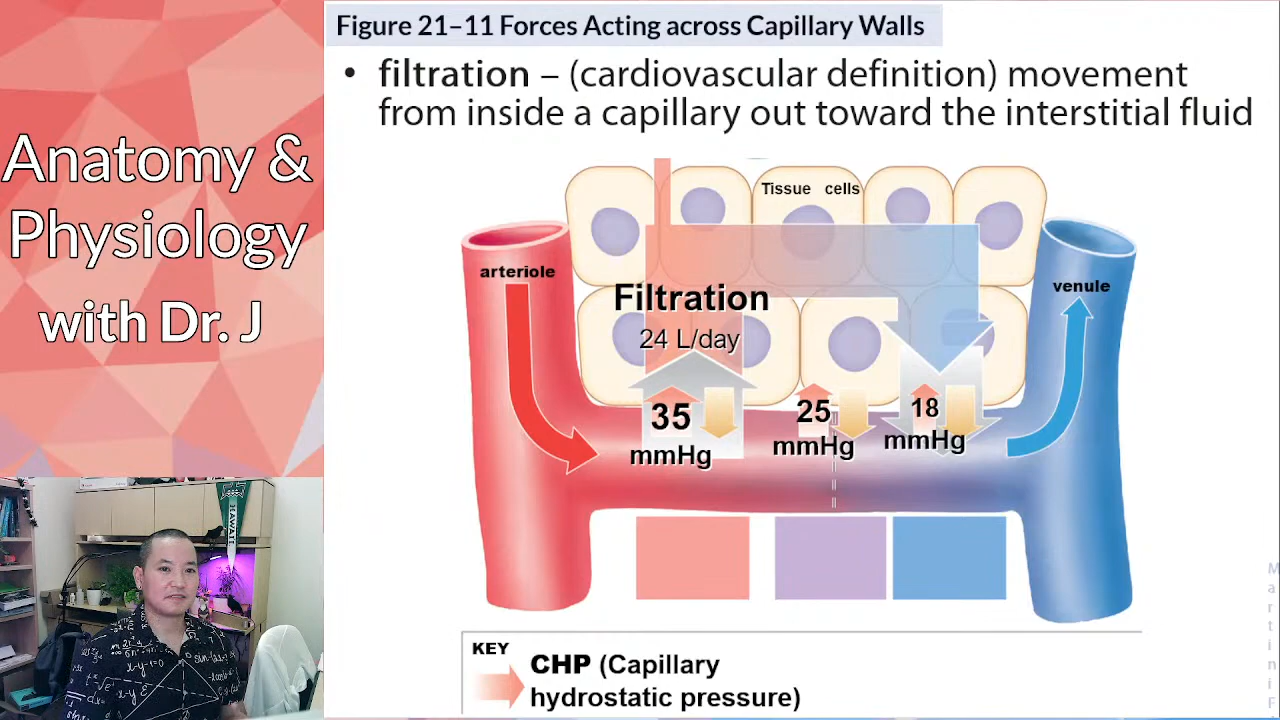 Anatomy &
Physiology
with Dr. J
Figure 21–11 Forces Acting across Capillary Walls
• filtration – (cardiovascular definition) movement
from inside a capillary out toward the interstitial fluid
Tissue cells
arteriole
venule
Filtration
24 L/day
35
mmHg
25
mmHg
18
mmHg
KEY
CHP (Capillary
hydrostatic pressure)
HAWAII